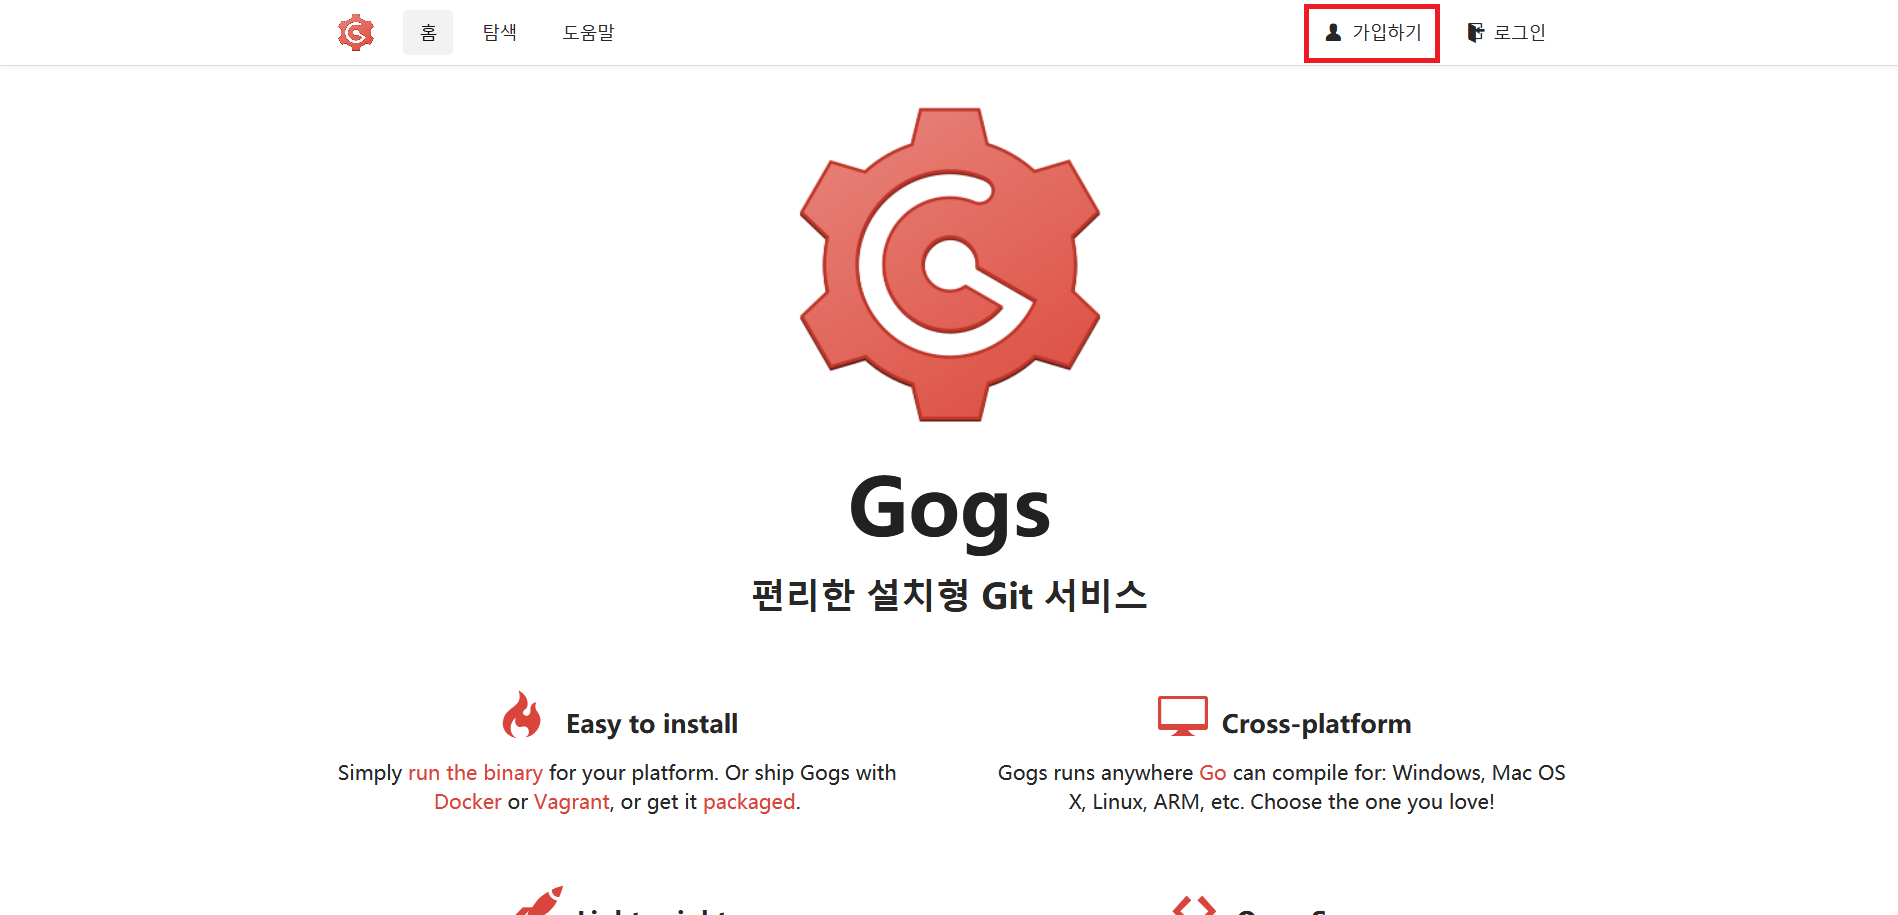 홈 탐색 도움말 가입하기 로그인
Gogs
편리한 설치형 Git 서비스
Easy to install
Simply run the binary for your platform. Or ship Gogs with
Docker or Vagrant, or get it packaged.
Cross-platform
Gogs runs anywhere Go can compile for: Windows, Mac OS
X, Linux, ARM, etc. Choose the one you love!